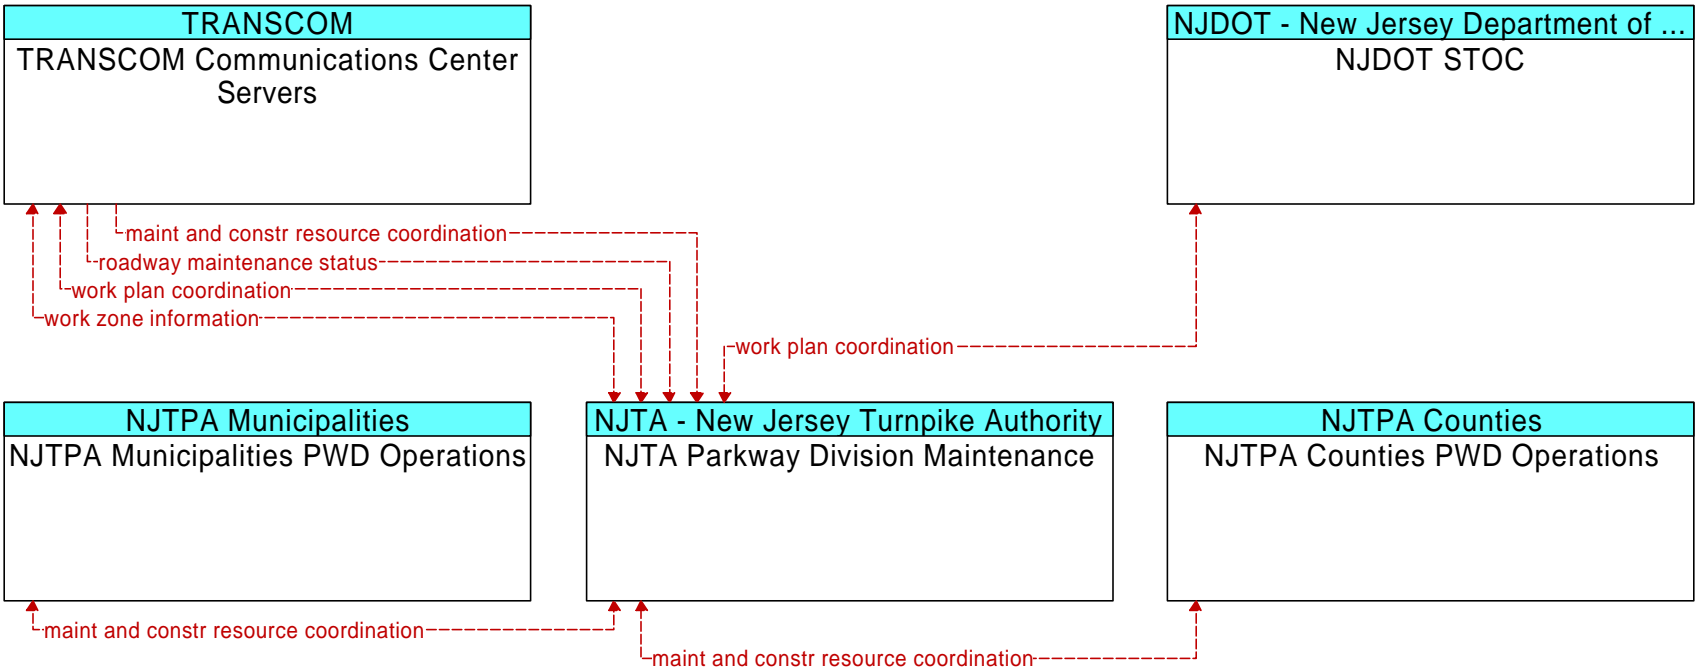 TRANSCOM
TRANSCOM Communications Center
Servers
NJDOT - New Jersey Department of ...
NJDOT STOC
maint and constr resource coordination
roadway maintenance status
work plan coordination
work zone information
work plan coordination
NJTPA Municipalities
NJTPA Municipalities PWD Operations
NJTA - New Jersey Turnpike Authority
NJTA Parkway Division Maintenance
NJTPA Counties
NJTPA Counties PWD Operations
maint and constr resource coordination
maint and constr resource coordination